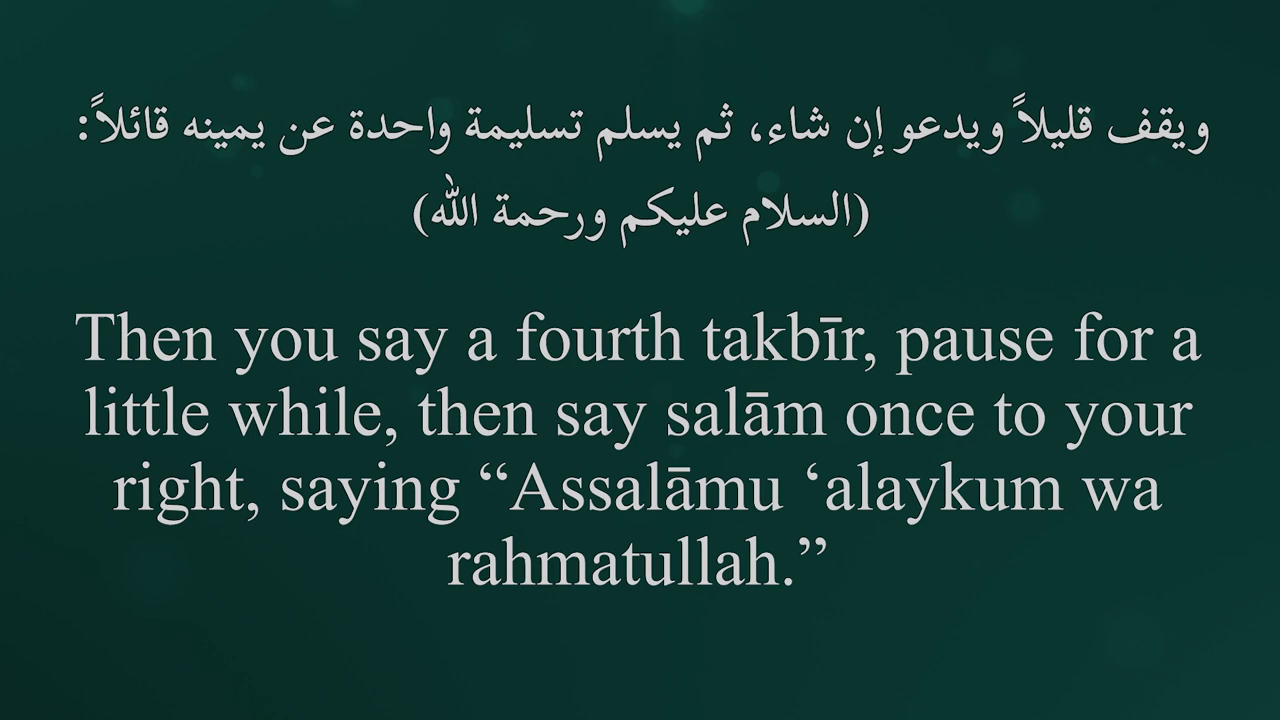 ويقف قليلاً ويدعو إن شاء، ثم يسلم تسليمة واحدة عن يمينه قائلاً:
(السلام عليكم ورحمة الله)
Then you say a fourth takbīr, pause for a
little while, then say salām once to your
right, saying “Assalāmu ‘alaykum wa
rahmatullah.”